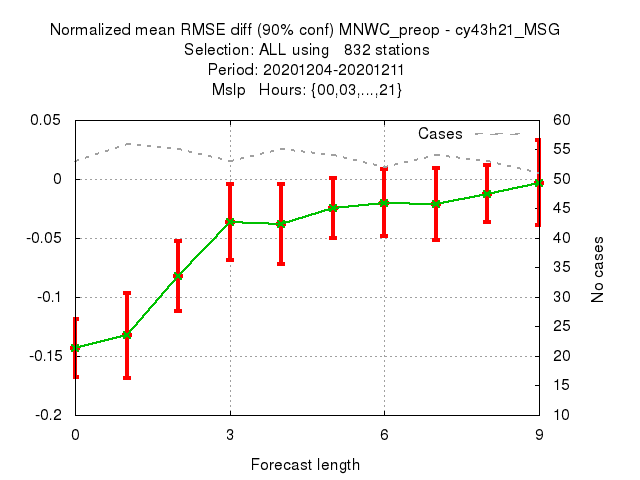 Normalized mean RMSE diff (90% conf) MNWC_preop - cy43h21_MSG
Selection: ALL using   832 stations
Period: 20201204-20201211
Mslp   Hours: {00,03,...,21}
0.05
0
-0.05
-0.1
-0.15
-0.2
Cases
60
55
50
45
40
35
30
25
20
15
10
No cases
0 3 6 9
Forecast length